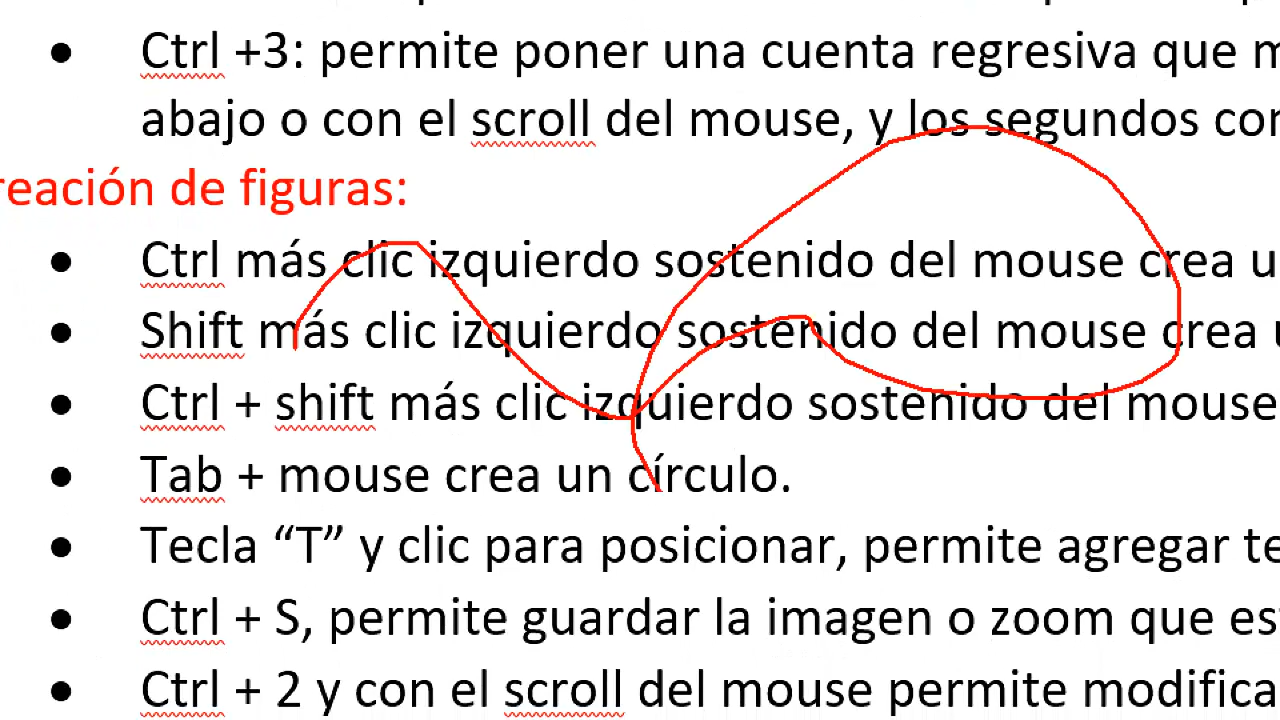 • Ctrl +3: permite poner una cuenta regresiva que
abajo o con el scroll del mouse, y los segundos
reación de figuras:
• Ctrl más clic izquierdo sostenido del mouse crea
• Shift más clic izquierdo sostenido del mouse crea
• Ctrl + shift más clic izquierdo sostenido del mouse
• Tab + mouse crea un círculo.
• Tecla “T” y clic para posicionar, permite agregar
• Ctrl + S, permite guardar la imagen o zoom que
• Ctrl + 2 y con el scroll del mouse permite modifica